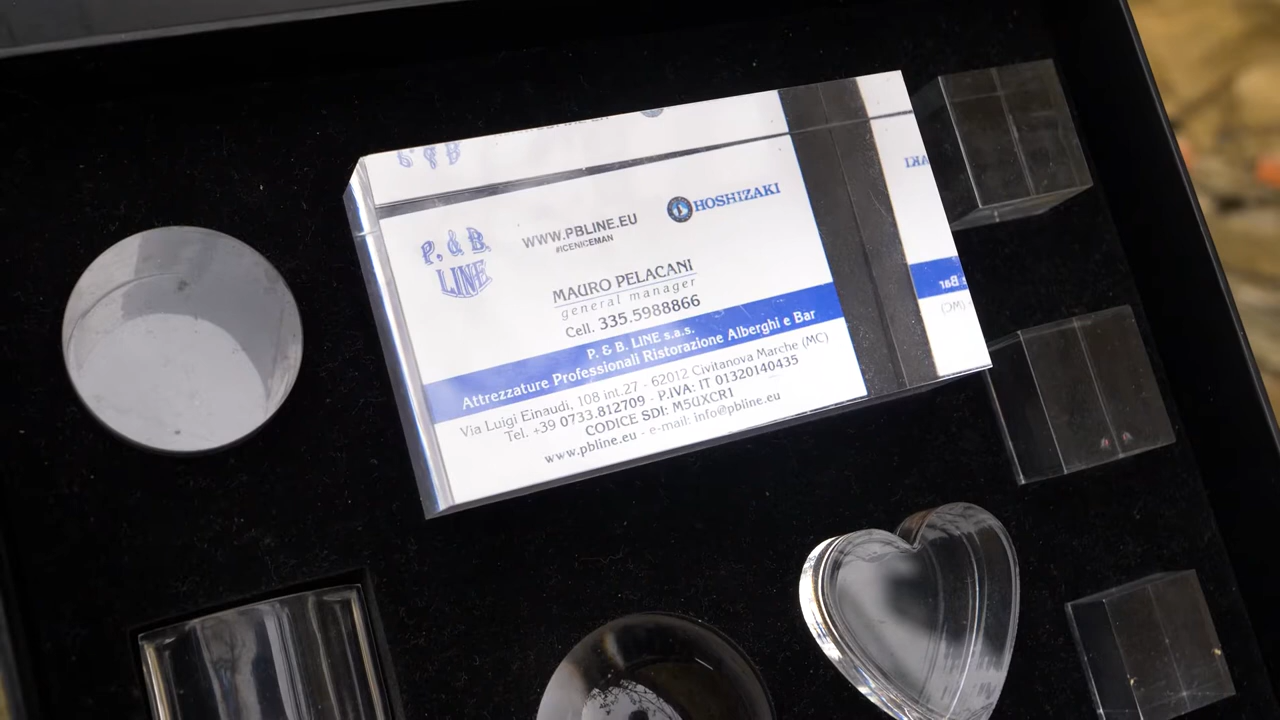 P. & B.
LINE
WWW.PBLINE.EU
#ICENICEMAN
HOSHIZAKI
MAURO PELACANI
general manager
Cell. 335.5988866
P. & B. LINE s.a.s.
Attrezzature Professionali Ristorazione Alberghi e Bar
Via Luigi Einaudi, 108 int.27 - 62012 Civitanova Marche (MC)
Tel. +39 0733.812709 - P.IVA: IT 01320140435
CODICE SDI: M5UXCR1
www.pbline.eu - e-mail: info@pbline.eu